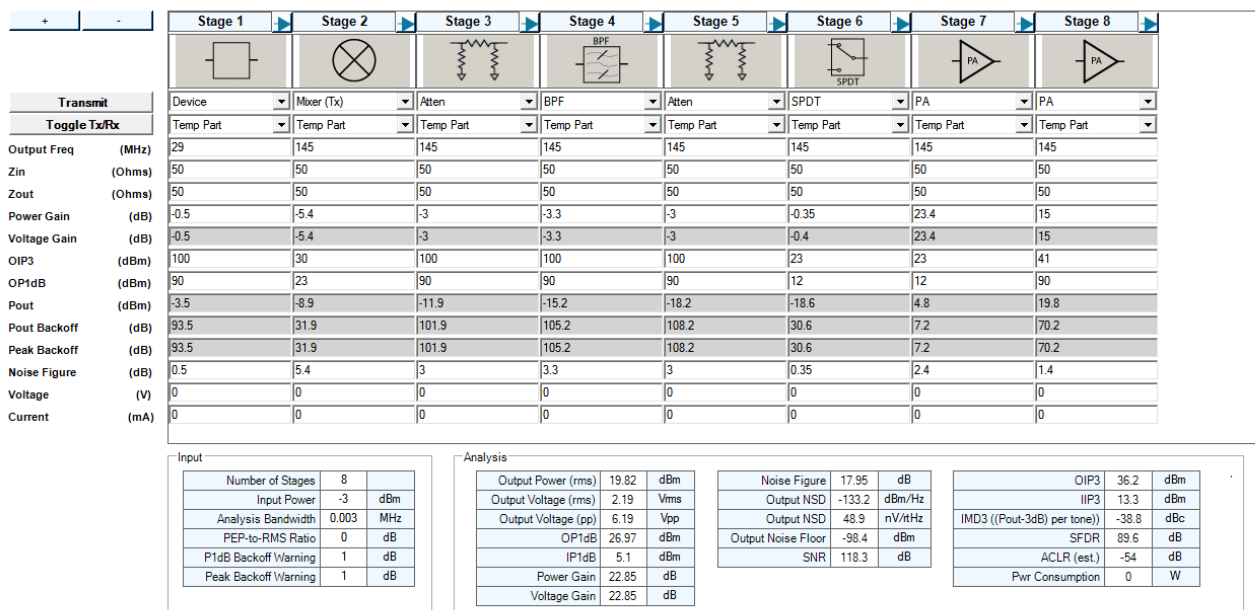 + - Stage 1 Stage 2 Stage 3 Stage 4 Stage 5 Stage 6 Stage 7 Stage 8
BPF
PA PA
SPDT
Transmit Device Mixer (Tx) Atten BPF Atten SPDT PA PA
Toggle Tx/Rx Temp Part Temp Part Temp Part Temp Part Temp Part Temp Part Temp Part Temp Part
Output Freq (MHz) 29 145 145 145 145 145 145 145
Zin (Ohms) 50 50 50 50 50 50 50 50
Zout (Ohms) 50 50 50 50 50 50 50 50
Power Gain (dB) -0.5 -5.4 -3 -3.3 -3 -0.35 23.4 15
Voltage Gain (dB) -0.5 -5.4 -3 -3.3 -3 -0.4 23.4 15
OIP3 (dBm) 100 30 100 100 100 23 23 41
OP1dB (dBm) 90 23 90 90 90 12 12 90
Pout (dBm) -3.5 -8.9 -11.9 -15.2 -18.2 -18.6 4.8 19.8
Pout Backoff (dB) 93.5 31.9 101.9 105.2 108.2 30.6 7.2 70.2
Peak Backoff (dB) 93.5 31.9 101.9 105.2 108.2 30.6 7.2 70.2
Noise Figure (dB) 0.5 5.4 3 3.3 3 0.35 2.4 1.4
Voltage (V) 0 0 0 0 0 0 0 0
Current (mA) 0 0 0 0 0 0 0 0
Input
Number of Stages 8
Input Power -3 dBm
Analysis Bandwidth 0.003 MHz
PEP-to-RMS Ratio 0 dB
P1dB Backoff Warning 1 dB
Peak Backoff Warning 1 dB
Analysis
Output Power (rms) 19.82 dBm
Output Voltage (rms) 2.19 Vrms
Output Voltage (pp) 6.19 Vpp
OP1dB 26.97 dBm
IP1dB 5.1 dBm
Power Gain 22.85 dB
Voltage Gain 22.85 dB
Noise Figure 17.95 dB
Output NSD -133.2 dBm/Hz
Output NSD 48.9 nV/rtHz
Output Noise Floor -98.4 dBm
SNR 118.3 dB
OIP3 36.2 dBm
IIP3 13.3 dBm
IMD3 ((Pout-3dB) per tone)) -38.8 dBc
SFDR 89.6 dB
ACLR (est.) -54 dB
Pwr Consumption 0 W